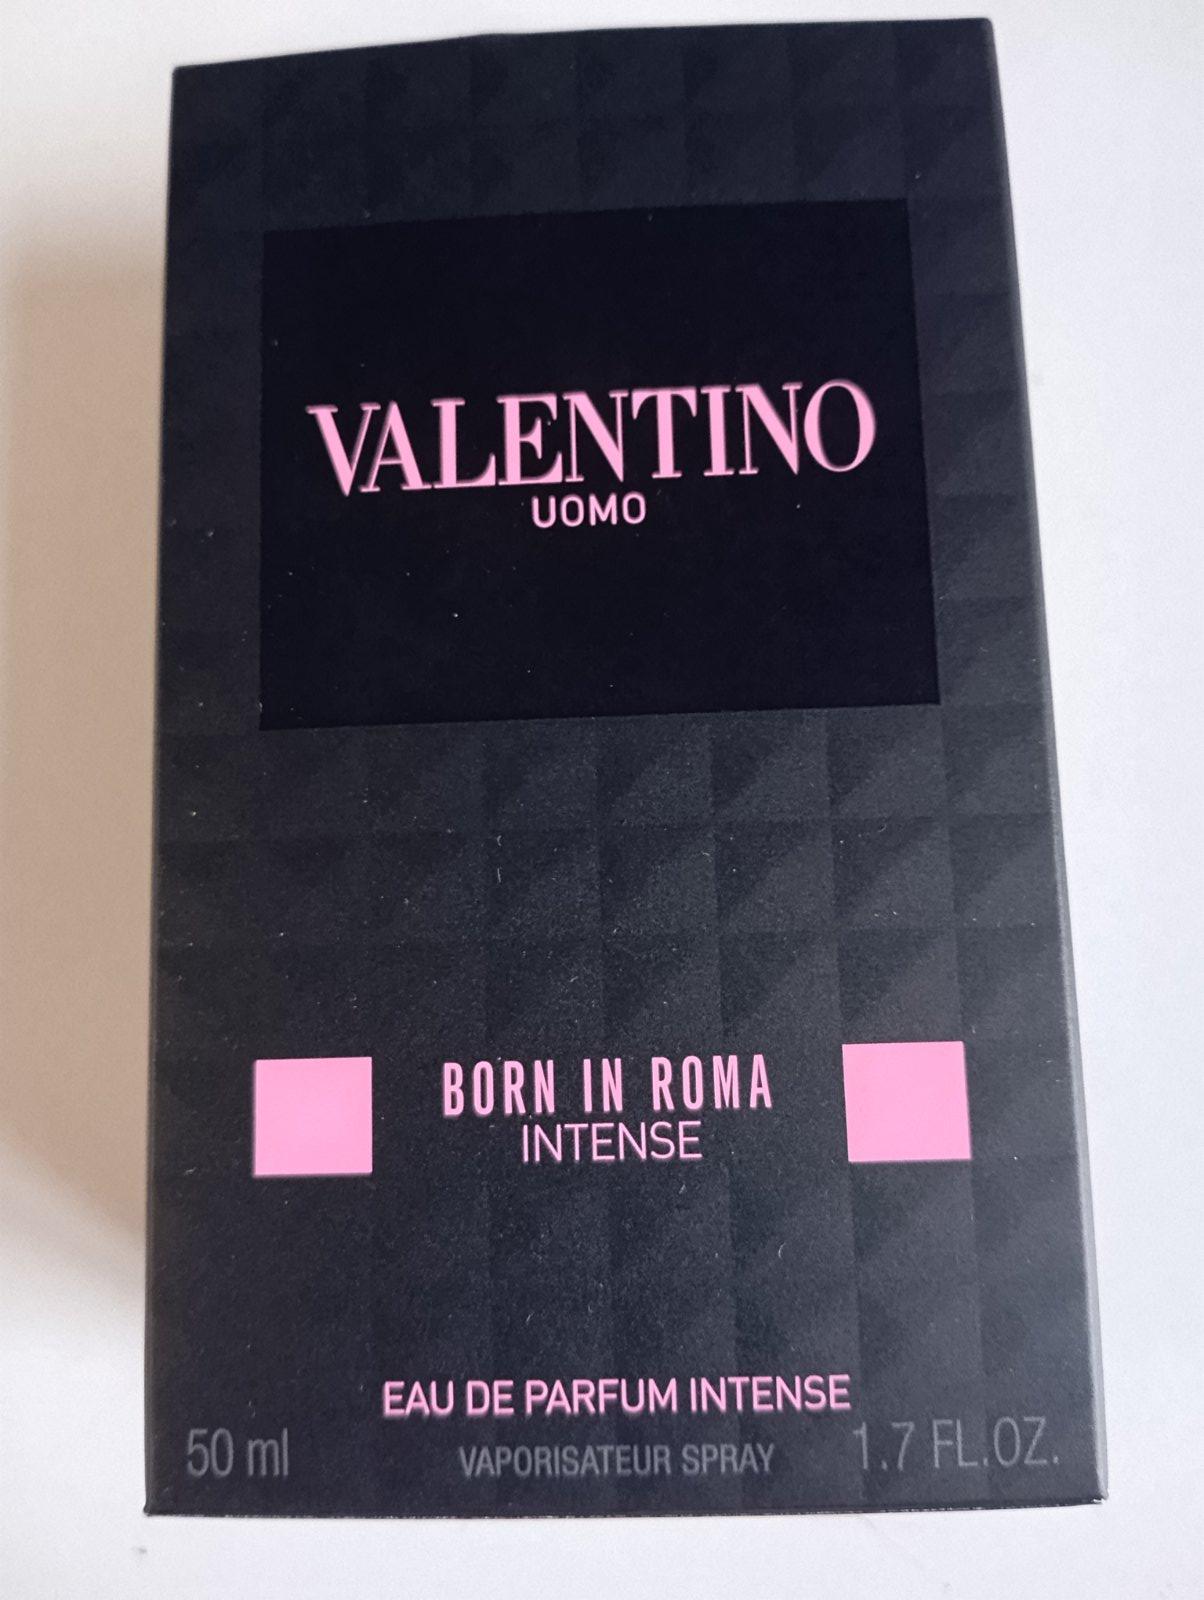 VALENTINO
UOMO
BORN IN ROMA
INTENSE
EAU DE PARFUM INTENSE
50 ml VAPORISATEUR SPRAY 1.7 FL.OZ.